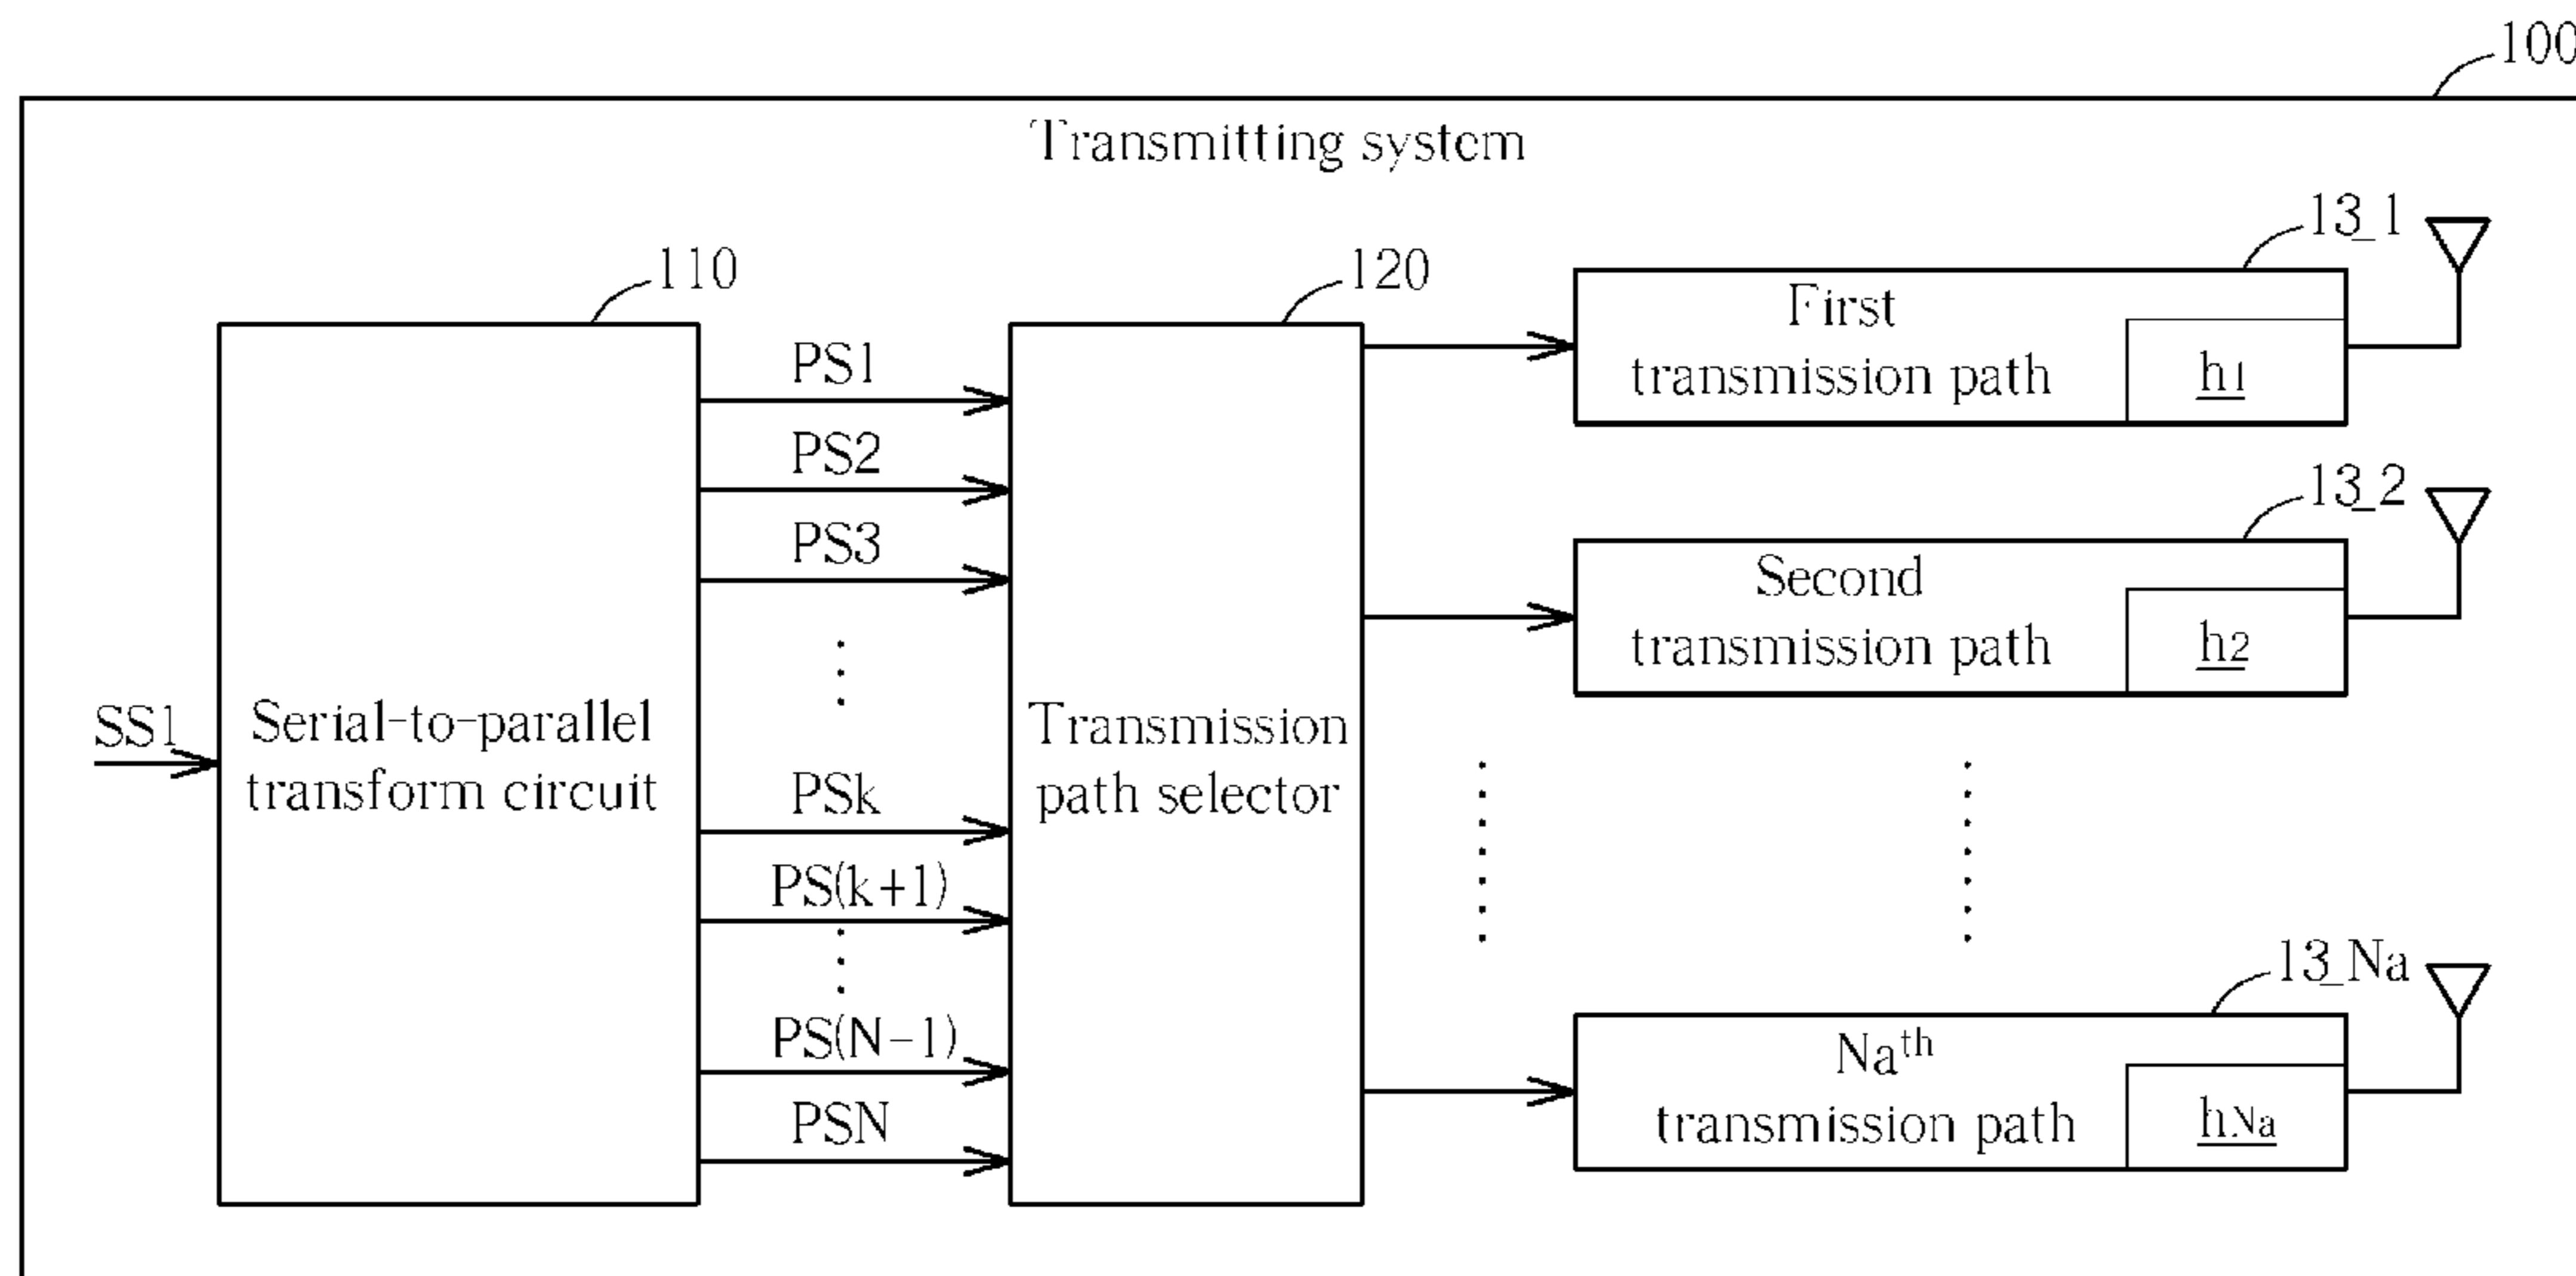 100
Transmitting system
110
120
13_1
13_2
13_Na
SS1
Serial-to-parallel
transform circuit
PS1
PS2
PS3
PSk
PS(k+1)
PS(N-1)
PSN
Transmission
path selector
First
transmission path
h1
Second
transmission path
h2
Nath
transmission path
hNa